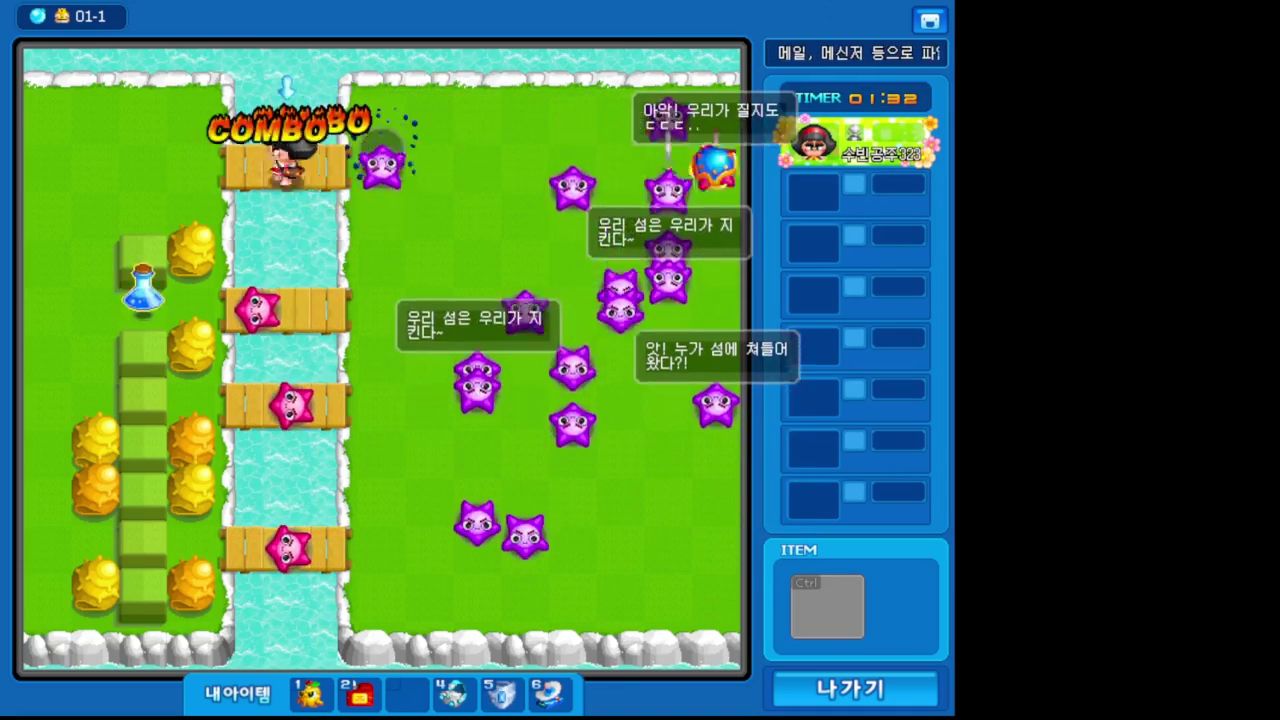 01-1
메일, 메신저 등으로 파
TIMER 01:32
수빈공주323
COMBO
BO
아악! 우리가 질지도
ㄷㄷㄷ..
우리 섬은 우리가 지
킨다~
우리 섬은 우리가 지
킨다~
앗! 누가 섬에 쳐들어
왔다?!
ITEM
Ctrl
나가기
내아이템
1
2
4
5
6